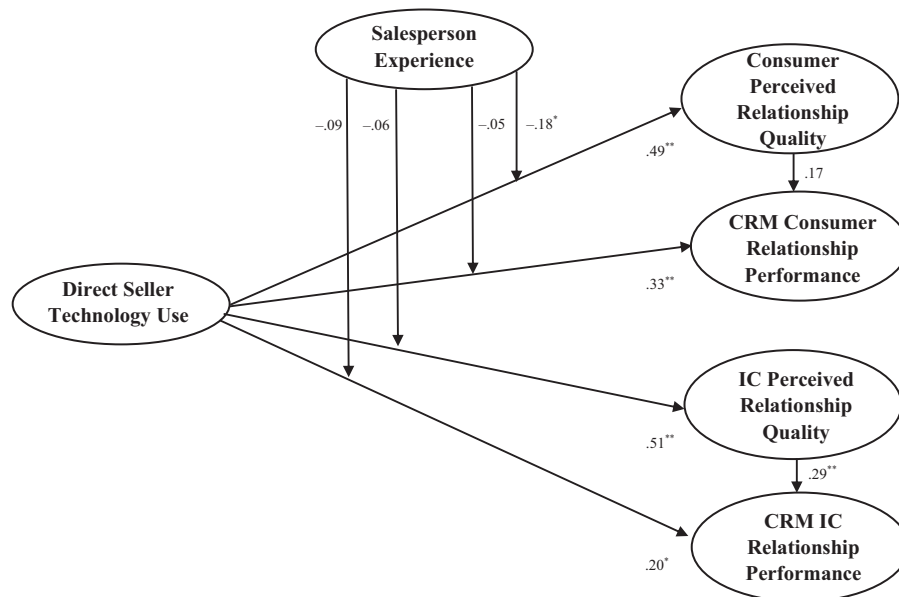 Salesperson
Experience
Consumer
Perceived
Relationship
Quality
–.09
–.06
–.05
–.18*
.49**
.17
CRM Consumer
Relationship
Performance
.33**
Direct Seller
Technology Use
IC Perceived
Relationship
Quality
.51**
.29**
CRM IC
Relationship
Performance
.20*